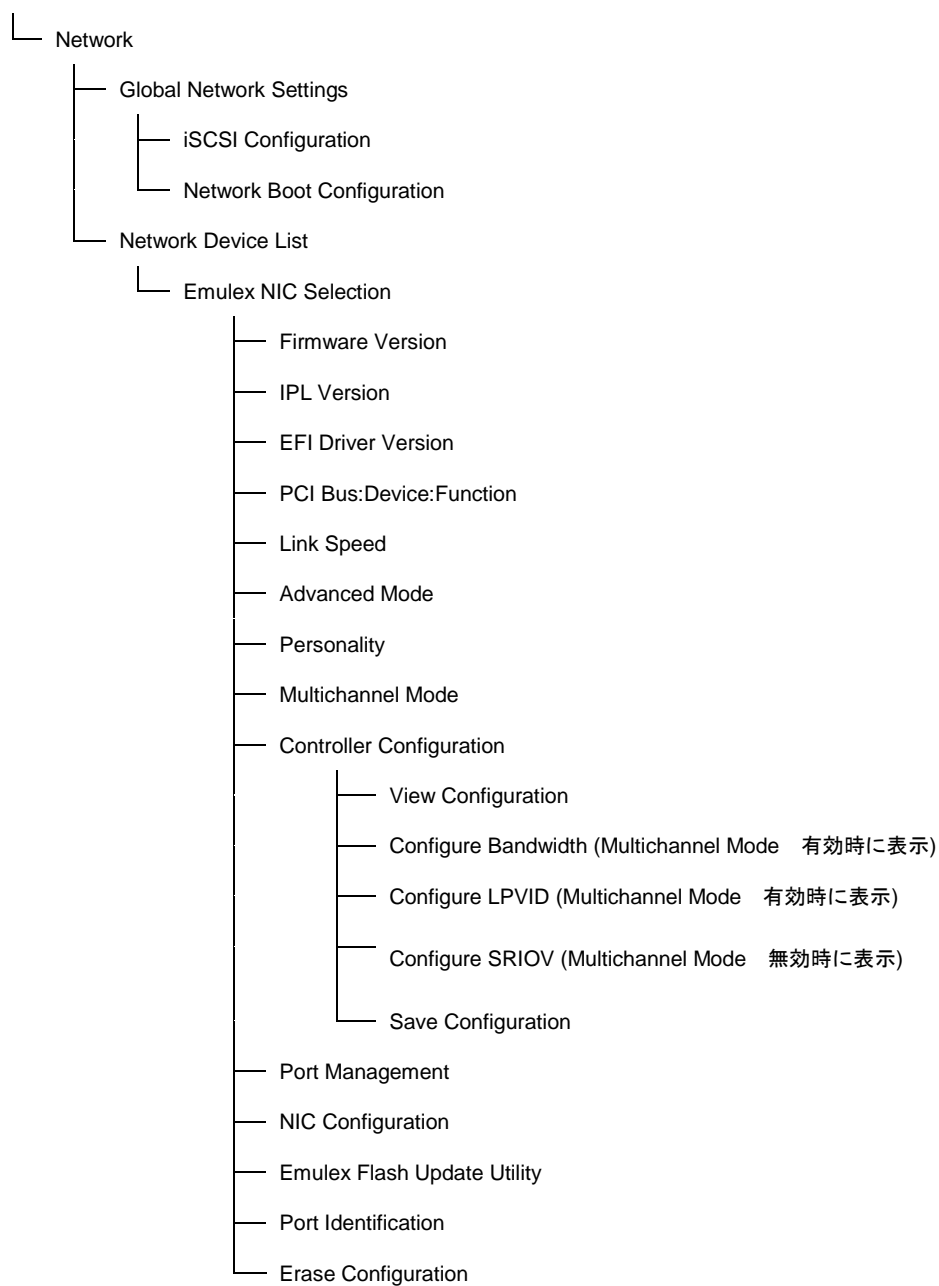 Network
Global Network Settings
iSCSI Configuration
Network Boot Configuration
Network Device List
Emulex NIC Selection
Firmware Version
IPL Version
EFI Driver Version
PCI Bus:Device:Function
Link Speed
Advanced Mode
Personality
Multichannel Mode
Controller Configuration
View Configuration
Configure Bandwidth (Multichannel Mode　有効時に表示)
Configure LPVID (Multichannel Mode　有効時に表示)
Configure SRIOV (Multichannel Mode　無効時に表示)
Save Configuration
Port Management
NIC Configuration
Emulex Flash Update Utility
Port Identification
Erase Configuration